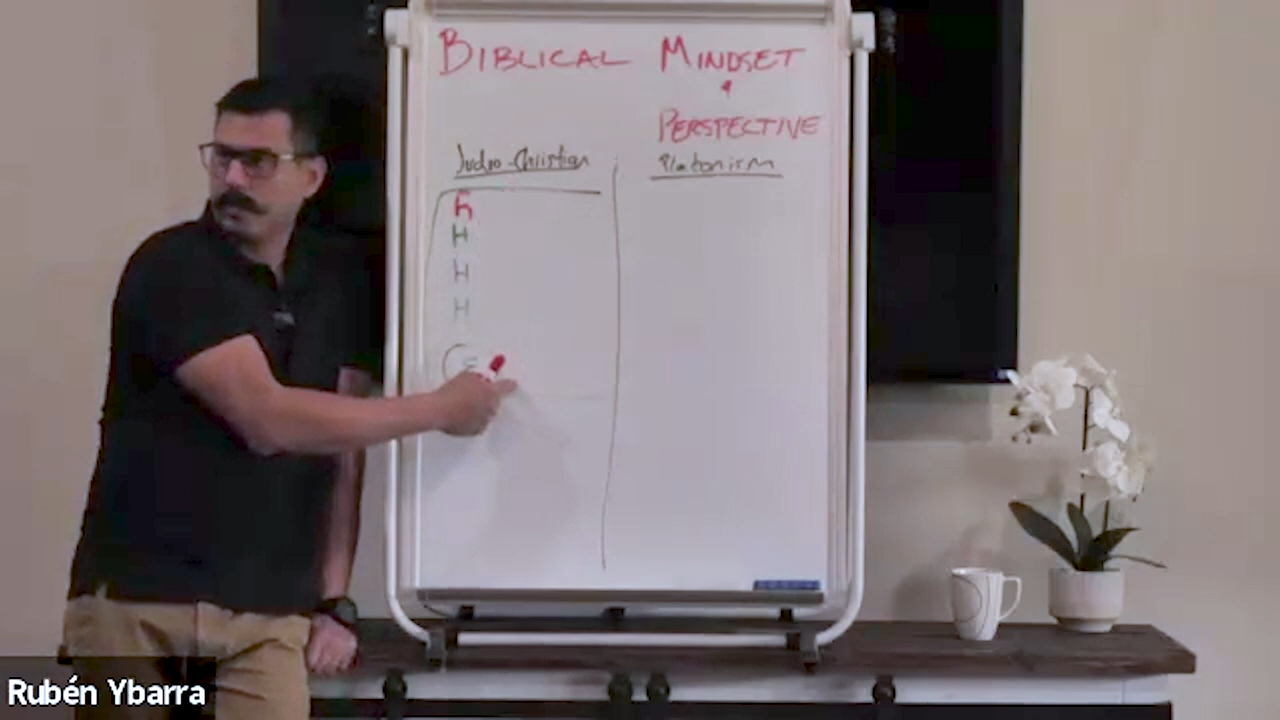 BIBLICAL MINDSET
&
PERSPECTIVE
Judeo-Christian Platonism
H
H
H
H
Rubén Ybarra